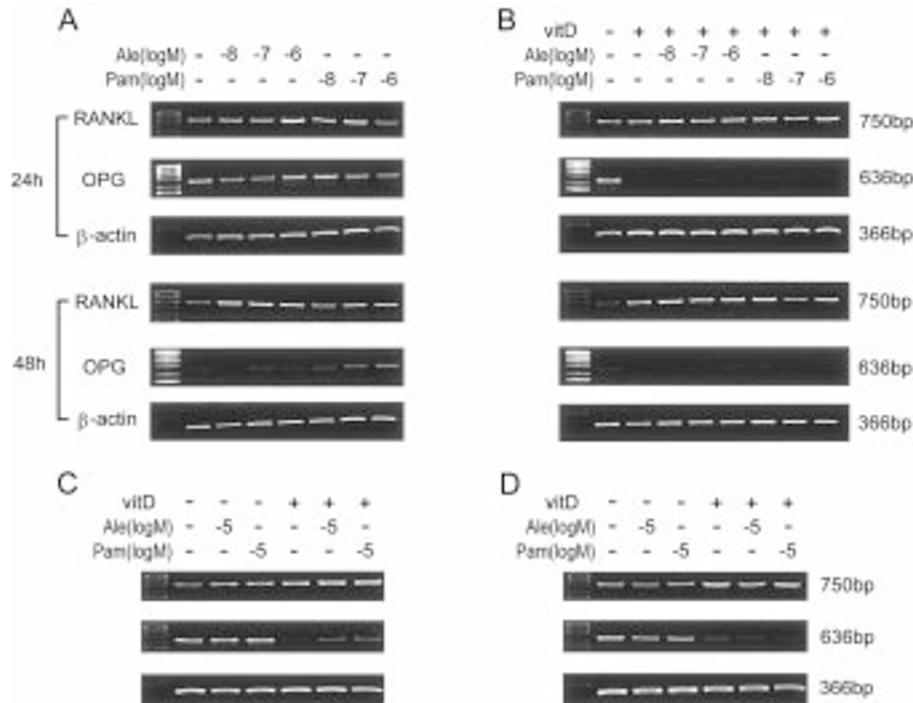 A
Ale(logM) - -8 -7 -6 - - -
Pam(logM) - - - - -8 -7 -6
24h
RANKL
OPG
β-actin
48h
RANKL
OPG
β-actin
B
vitD - + + + + + + +
Ale(logM) - - -8 -7 -6 - - -
Pam(logM) - - - - - -8 -7 -6
750bp
636bp
366bp
750bp
636bp
366bp
C
vitD - - - + + +
Ale(logM) - -5 - - -5 -
Pam(logM) - - -5 - - -5
D
vitD - - - + + +
Ale(logM) - -5 - - -5 -
Pam(logM) - - -5 - - -5
750bp
636bp
366bp